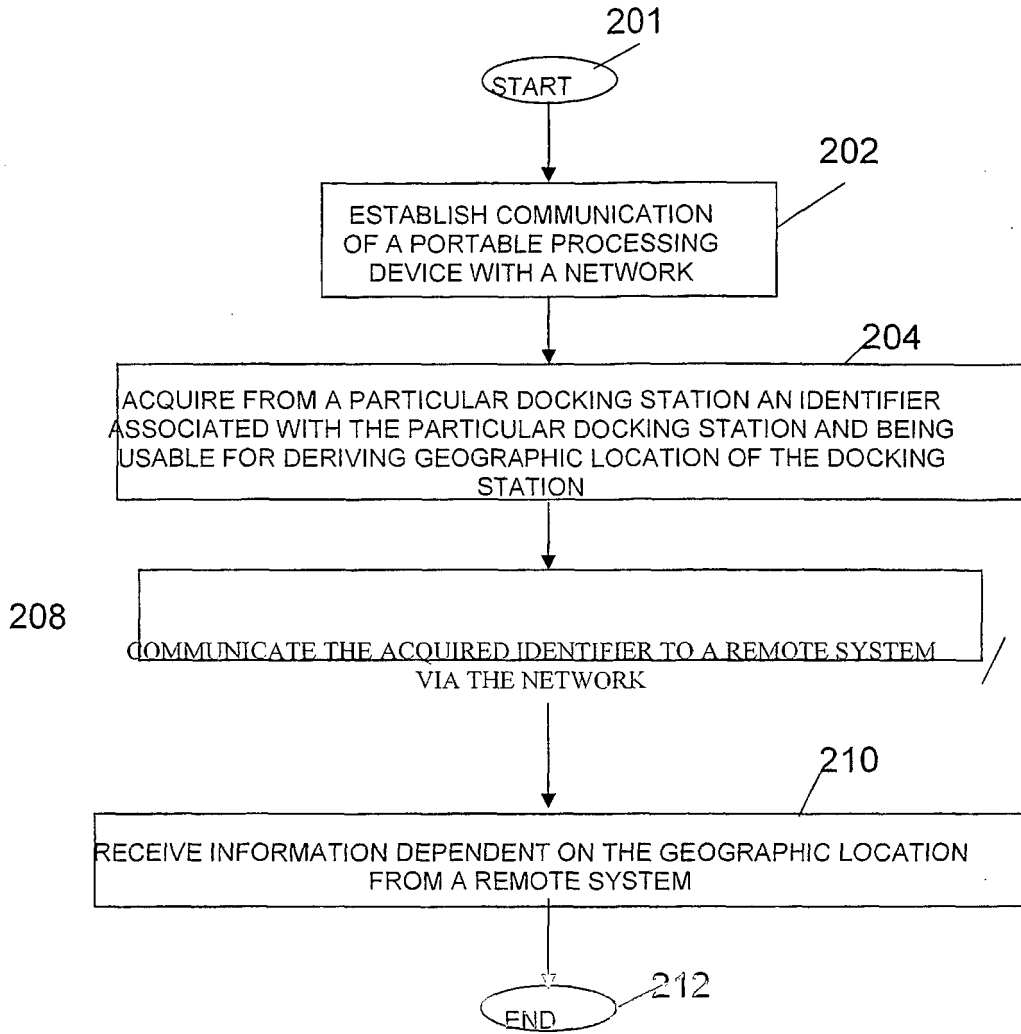 201
START
202
ESTABLISH COMMUNICATION
OF A PORTABLE PROCESSING
DEVICE WITH A NETWORK
204
ACQUIRE FROM A PARTICULAR DOCKING STATION AN IDENTIFIER
ASSOCIATED WITH THE PARTICULAR DOCKING STATION AND BEING
USABLE FOR DERIVING GEOGRAPHIC LOCATION OF THE DOCKING
STATION
208
COMMUNICATE THE ACQUIRED IDENTIFIER TO A REMOTE SYSTEM
VIA THE NETWORK
210
RECEIVE INFORMATION DEPENDENT ON THE GEOGRAPHIC LOCATION
FROM A REMOTE SYSTEM
212
END